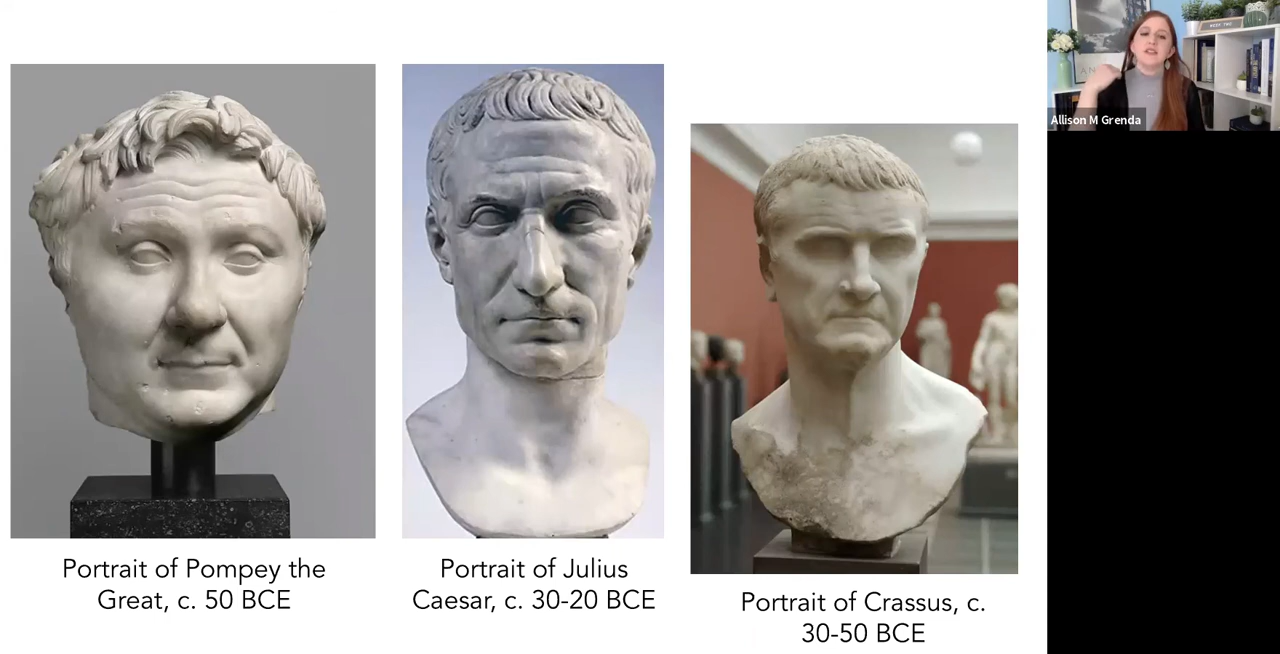 Portrait of Pompey the
Great, c. 50 BCE
Portrait of Julius
Caesar, c. 30-20 BCE
Portrait of Crassus, c.
30-50 BCE
Allison M Grenda